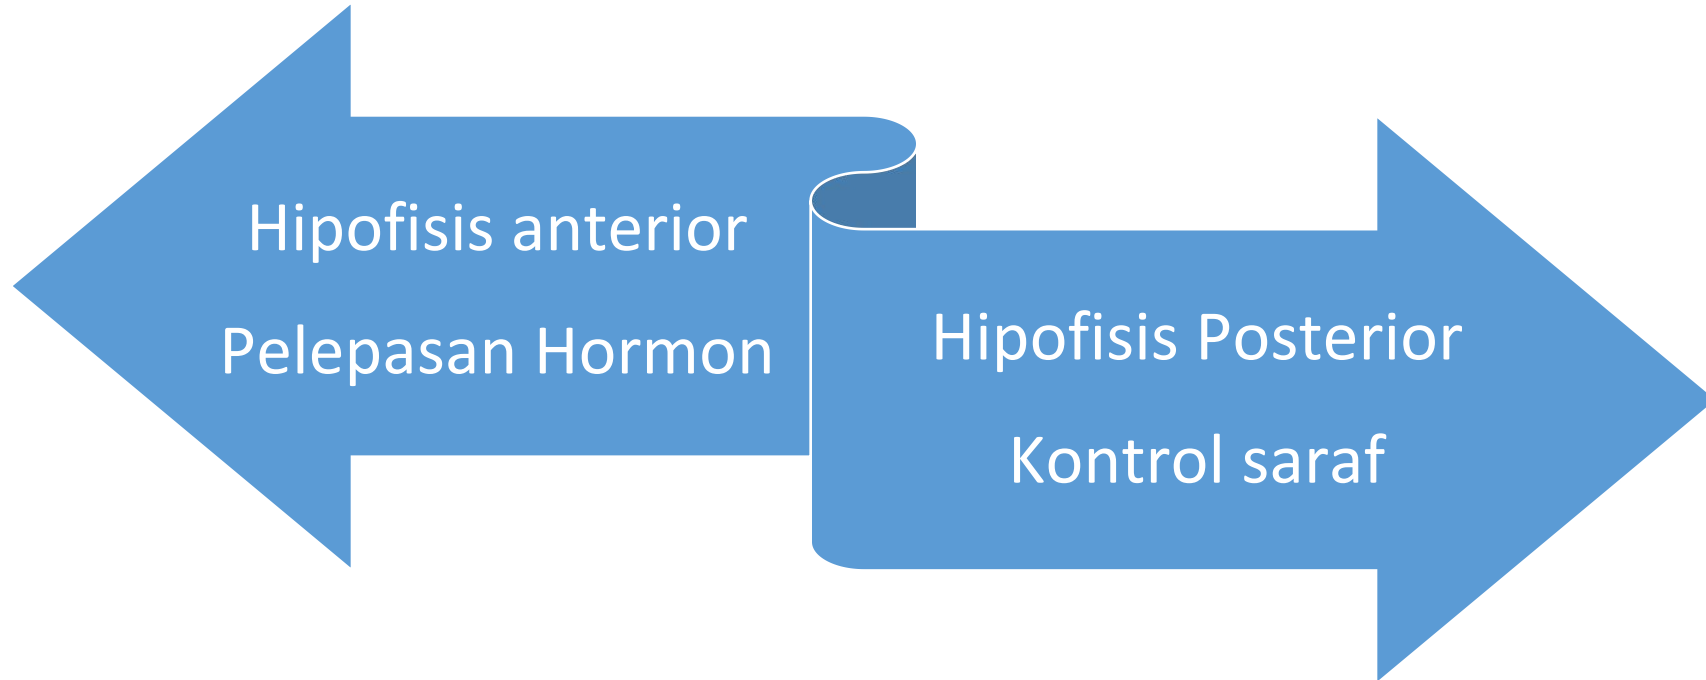 Hipofisis anterior
Pelepasan Hormon
Hipofisis Posterior
Kontrol saraf